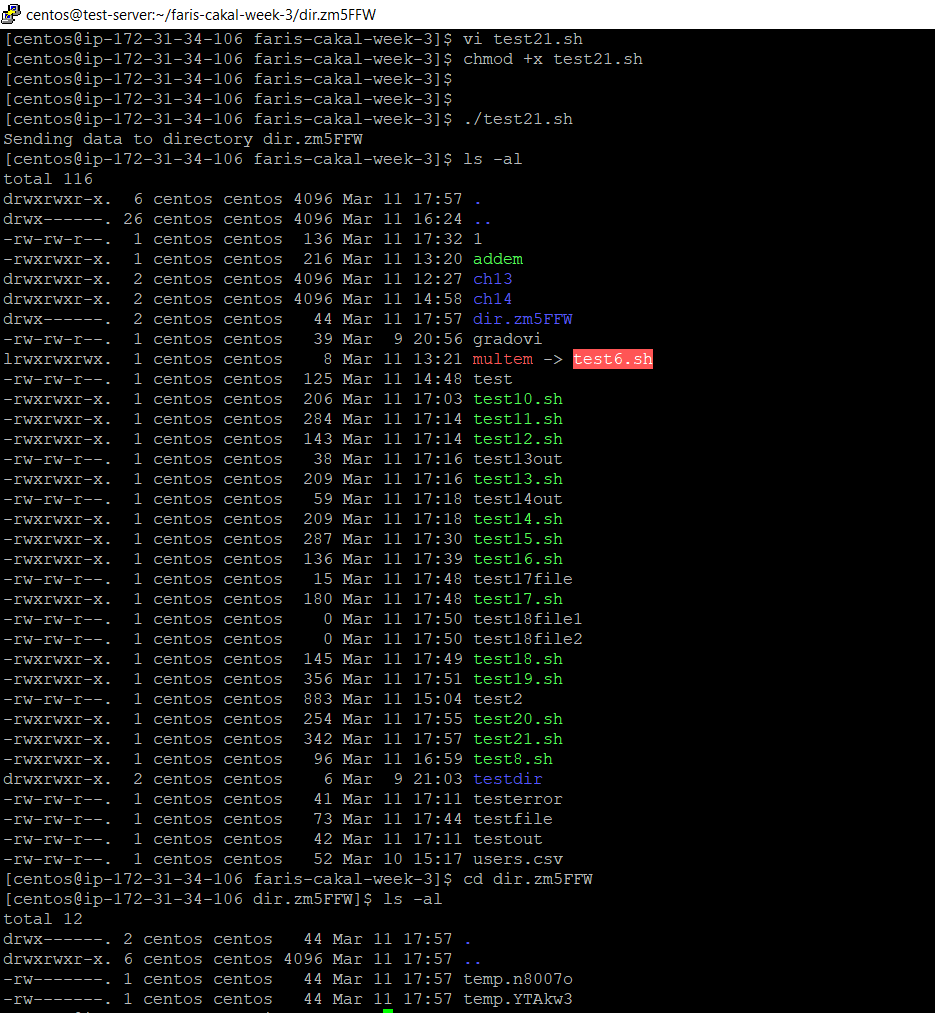 centos@test-server:~/faris-cakal-week-3/dir.zm5FFW
[centos@ip-172-31-34-106 faris-cakal-week-3]$ vi test21.sh
[centos@ip-172-31-34-106 faris-cakal-week-3]$ chmod +x test21.sh
[centos@ip-172-31-34-106 faris-cakal-week-3]$
[centos@ip-172-31-34-106 faris-cakal-week-3]$
[centos@ip-172-31-34-106 faris-cakal-week-3]$ ./test21.sh
Sending data to directory dir.zm5FFW
[centos@ip-172-31-34-106 faris-cakal-week-3]$ ls -al
total 116
drwxrwxr-x.  6 centos centos 4096 Mar 11 17:57 .
drwx------. 26 centos centos 4096 Mar 11 16:24 ..
-rw-rw-r--.  1 centos centos  136 Mar 11 17:32 1
-rwxrwxr-x.  1 centos centos  216 Mar 11 13:20 addem
drwxrwxr-x.  2 centos centos 4096 Mar 11 12:27 ch13
drwxrwxr-x.  2 centos centos 4096 Mar 11 14:58 ch14
drwx------.  2 centos centos   44 Mar 11 17:57 dir.zm5FFW
-rw-rw-r--.  1 centos centos   39 Mar  9 20:56 gradovi
lrwxrwxrwx.  1 centos centos    8 Mar 11 13:21 multem -> test6.sh
-rw-rw-r--.  1 centos centos  125 Mar 11 14:48 test
-rwxrwxr-x.  1 centos centos  206 Mar 11 17:03 test10.sh
-rwxrwxr-x.  1 centos centos  284 Mar 11 17:14 test11.sh
-rwxrwxr-x.  1 centos centos  143 Mar 11 17:14 test12.sh
-rw-rw-r--.  1 centos centos   38 Mar 11 17:16 test13out
-rwxrwxr-x.  1 centos centos  209 Mar 11 17:16 test13.sh
-rw-rw-r--.  1 centos centos   59 Mar 11 17:18 test14out
-rwxrwxr-x.  1 centos centos  209 Mar 11 17:18 test14.sh
-rwxrwxr-x.  1 centos centos  287 Mar 11 17:30 test15.sh
-rwxrwxr-x.  1 centos centos  136 Mar 11 17:39 test16.sh
-rw-rw-r--.  1 centos centos   15 Mar 11 17:48 test17file
-rwxrwxr-x.  1 centos centos  180 Mar 11 17:48 test17.sh
-rw-rw-r--.  1 centos centos    0 Mar 11 17:50 test18file1
-rw-rw-r--.  1 centos centos    0 Mar 11 17:50 test18file2
-rwxrwxr-x.  1 centos centos  145 Mar 11 17:49 test18.sh
-rwxrwxr-x.  1 centos centos  356 Mar 11 17:51 test19.sh
-rw-rw-r--.  1 centos centos  883 Mar 11 15:04 test2
-rwxrwxr-x.  1 centos centos  254 Mar 11 17:55 test20.sh
-rwxrwxr-x.  1 centos centos  342 Mar 11 17:57 test21.sh
-rwxrwxr-x.  1 centos centos   96 Mar 11 16:59 test8.sh
drwxrwxr-x.  2 centos centos    6 Mar  9 21:03 testdir
-rw-rw-r--.  1 centos centos   41 Mar 11 17:11 testerror
-rw-rw-r--.  1 centos centos   73 Mar 11 17:44 testfile
-rw-rw-r--.  1 centos centos   42 Mar 11 17:11 testout
-rw-rw-r--.  1 centos centos   52 Mar 10 15:17 users.csv
[centos@ip-172-31-34-106 faris-cakal-week-3]$ cd dir.zm5FFW
[centos@ip-172-31-34-106 dir.zm5FFW]$ ls -al
total 12
drwx------. 2 centos centos   44 Mar 11 17:57 .
drwxrwxr-x. 6 centos centos 4096 Mar 11 17:57 ..
-rw-------. 1 centos centos   44 Mar 11 17:57 temp.n8007o
-rw-------. 1 centos centos   44 Mar 11 17:57 temp.YTAkw3